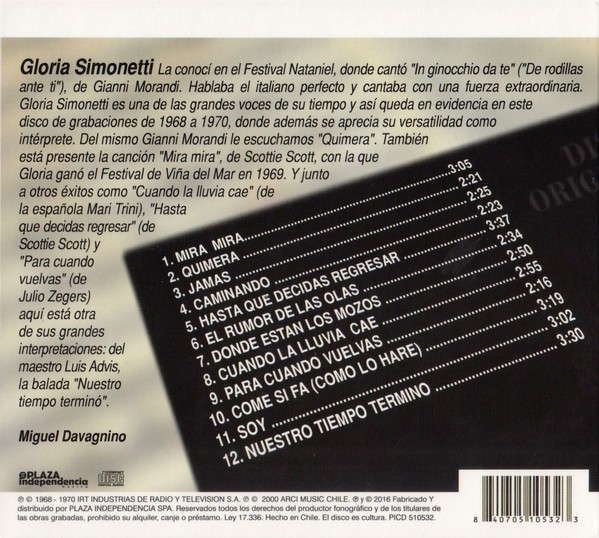 Gloria Simonetti La conocí en el Festival Nataniel, donde cantó "In ginocchio da te" ("De rodillas
ante ti"), de Gianni Morandi. Hablaba el italiano perfecto y cantaba con una fuerza extraordinaria.
Gloria Simonetti es una de las grandes voces de su tiempo y así queda en evidencia en este
disco de grabaciones de 1968 a 1970, donde además se aprecia su versatilidad como
intérprete. Del mismo Gianni Morandi le escuchamos "Quimera". También
está presente la canción "Mira mira", de Scottie Scott, con la que
Gloria ganó el Festival de Viña del Mar en 1969. Y junto
a otros éxitos como "Cuando la lluvia cae" (de
la española Mari Trini), "Hasta
que decidas regresar" (de
Scottie Scott) y
"Para cuando
vuelvas" (de
Julio Zegers)
aquí está otra
de sus grandes
interpretaciones: del
maestro Luis Advis,
la balada "Nuestro
tiempo terminó".
Miguel Davagnino
DIS
ORIG
1. MIRA MIRA 3:05
2. QUIMERA 2:21
3. JAMAS 2:25
4. CAMINANDO 2:23
5. HASTA QUE DECIDAS REGRESAR 3:37
6. EL RUMOR DE LAS OLAS 2:34
7. DONDE ESTAN LOS MOZOS 2:50
8. CUANDO LA LLUVIA CAE 2:55
9. PARA CUANDO VUELVAS 2:16
10. COME SI FA (COMO LO HARE) 3:19
11. SOY 3:02
12. NUESTRO TIEMPO TERMINO 3:30
PLAZA
Independencia
MUSICA
COMPACT
disc
DIGITAL AUDIO
℗ © 1968 - 1970 IRT INDUSTRIAS DE RADIO Y TELEVISION S.A. ℗ © 2000 ARCI MUSIC CHILE. ℗ y © 2016 Fabricado Y
distribuido por PLAZA INDEPENDENCIA SPA. Reservados todos los derechos del productor fonográfico y de los titulares de
las obras grabadas, prohibido su alquiler, canje o préstamo. Ley 17.336. Hecho en Chile. El disco es cultura. PICD 510532.
8 40705 10532 3